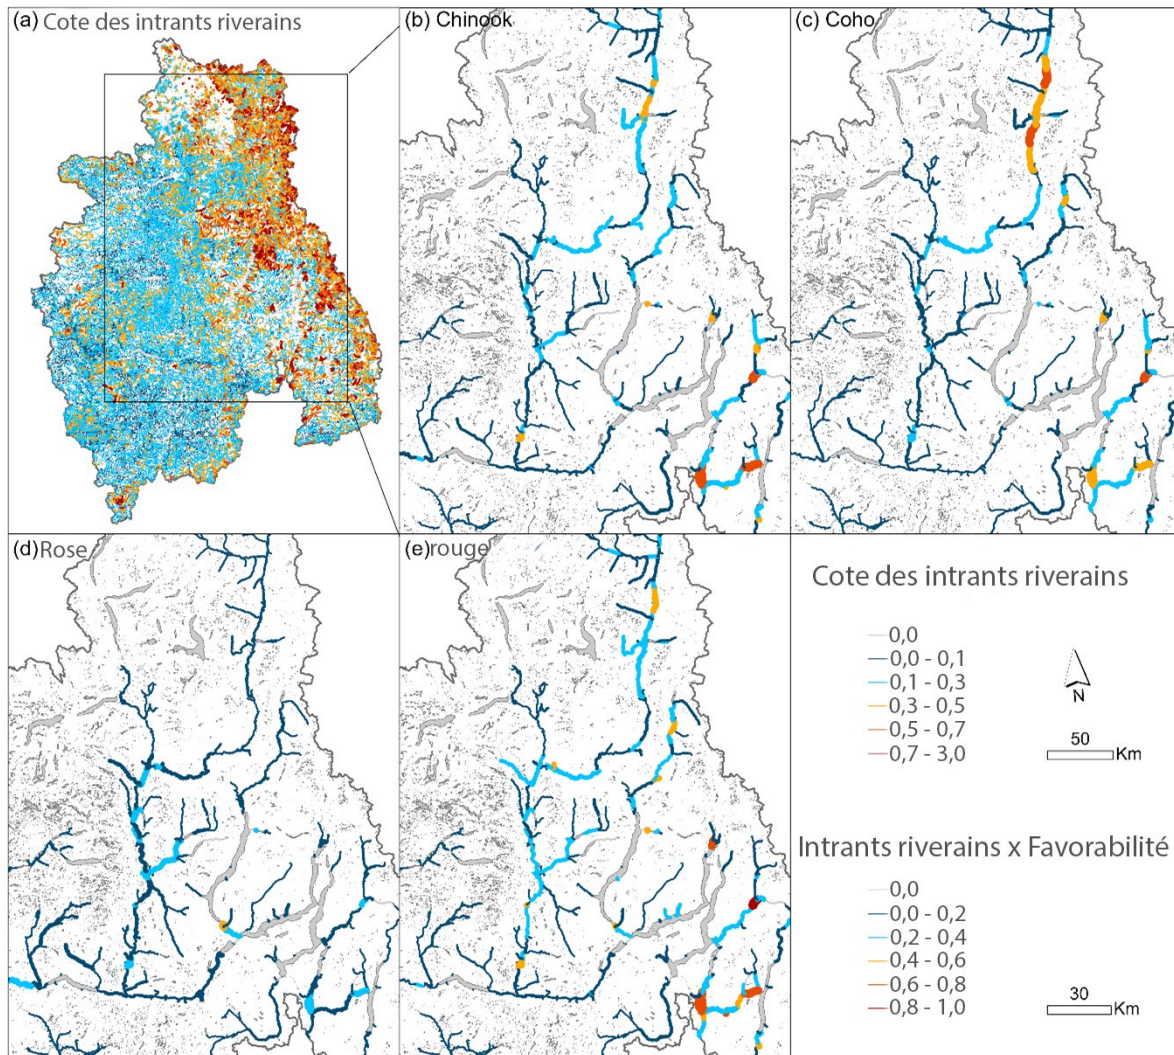 (a) Cote des intrants riverains
(b) Chinook
(c) Coho
(d) Rose
(e) rouge
Cote des intrants riverains
0,0
0,0 - 0,1
0,1 - 0,3
0,3 - 0,5
0,5 - 0,7
0,7 - 3,0
N
50
Km
Intrants riverains x Favorabilité
0,0
0,0 - 0,2
0,2 - 0,4
0,4 - 0,6
0,6 - 0,8
0,8 - 1,0
30
Km